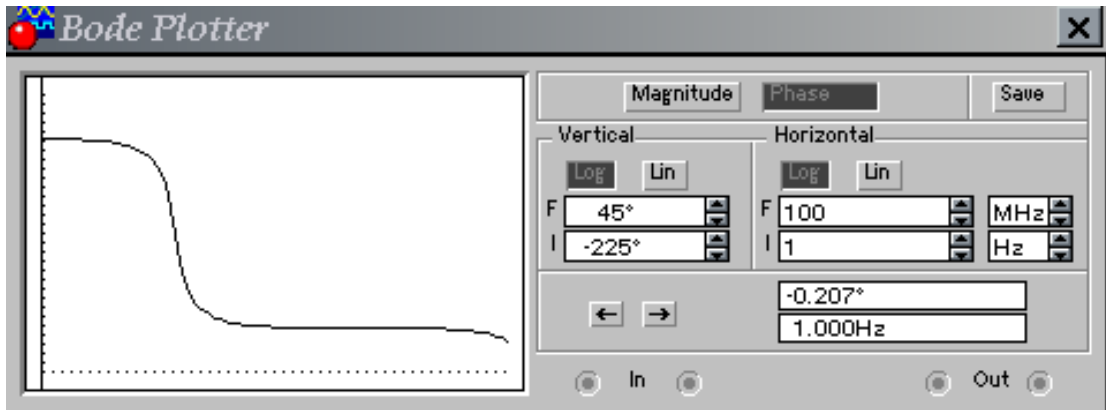 Bode Plotter
Magnitude Phase Save
Vertical Horizontal
Log Lin Log Lin
F 45° F 100 MHz
I -225° I 1 Hz
← → -0.207°
1.000Hz
In Out